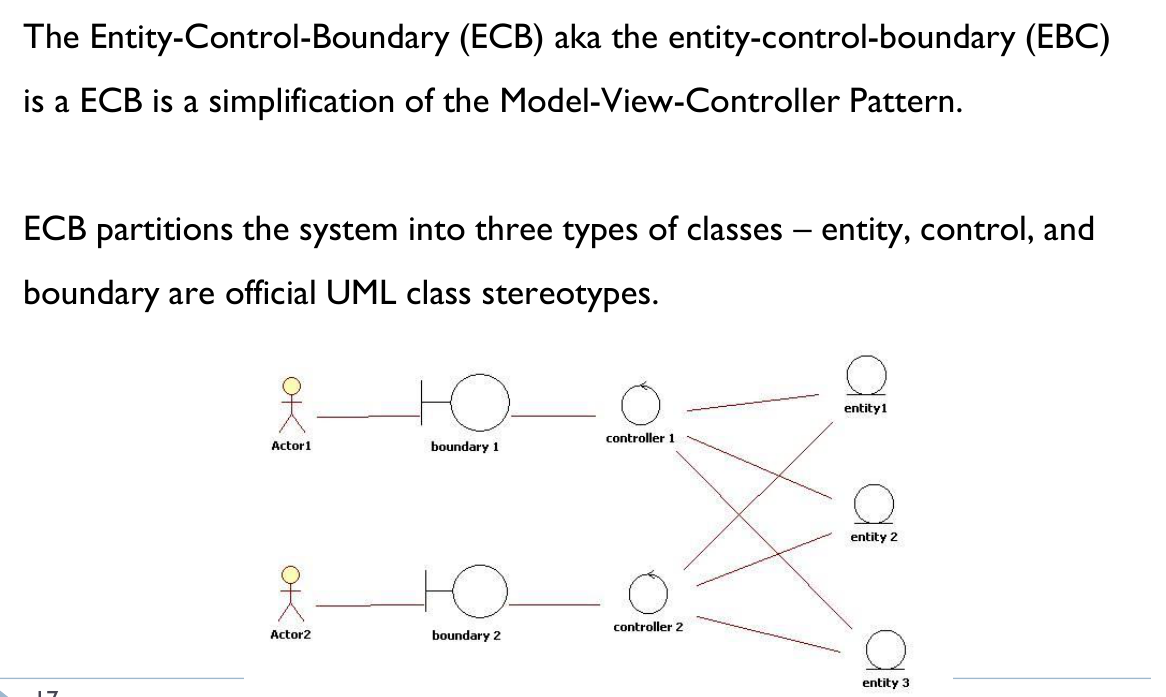 The Entity-Control-Boundary (ECB) aka the entity-control-boundary (EBC)
is a ECB is a simplification of the Model-View-Controller Pattern.
ECB partitions the system into three types of classes – entity, control, and
boundary are official UML class stereotypes.
entity1
Actor1
boundary 1
controller 1
entity 2
Actor2
boundary 2
controller 2
entity 3
17